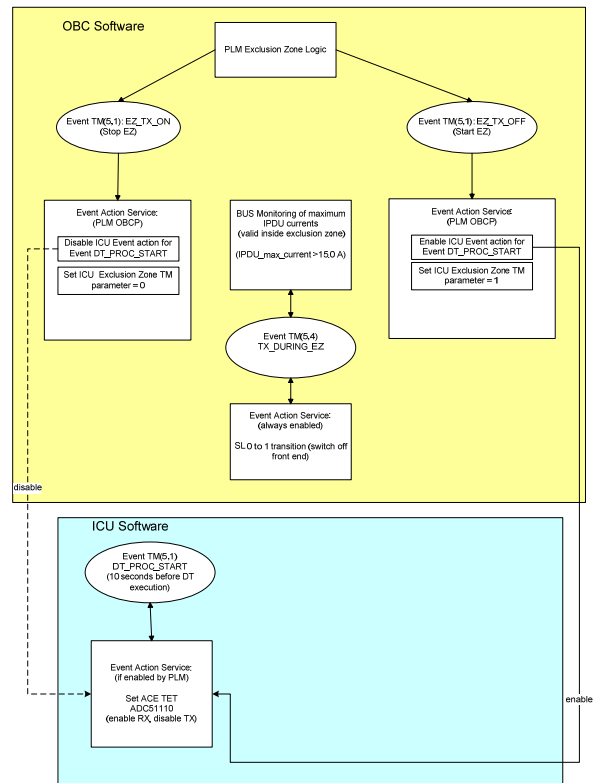 OBC Software
PLM Exclusion Zone Logic
Event TM(5,1): EZ_TX_ON
(Stop EZ)
Event TM(5,1): EZ_TX_OFF
(Start EZ)
Event Action Service:
(PLM OBCP)
Disable ICU Event action for
Event DT_PROC_START
Set ICU Exclusion Zone TM
parameter = 0
BUS Monitoring of maximum
IPDU currents
(valid inside exclusion zone)
(IPDU_max_current > 15.0 A)
Event Action Service:
(PLM OBCP)
Enable ICU Event action for
Event DT_PROC_START
Set ICU Exclusion Zone TM
parameter = 1
Event TM(5,4)
TX_DURING_EZ
Event Action Service:
(always enabled)
SL 0 to 1 transition (switch off
front end)
disable
ICU Software
Event TM(5,1)
DT_PROC_START
(10 seconds before DT
execution)
Event Action Service:
(if enabled by PLM)
Set ACE TET
ADC51110
(enable RX, disable TX)
enable